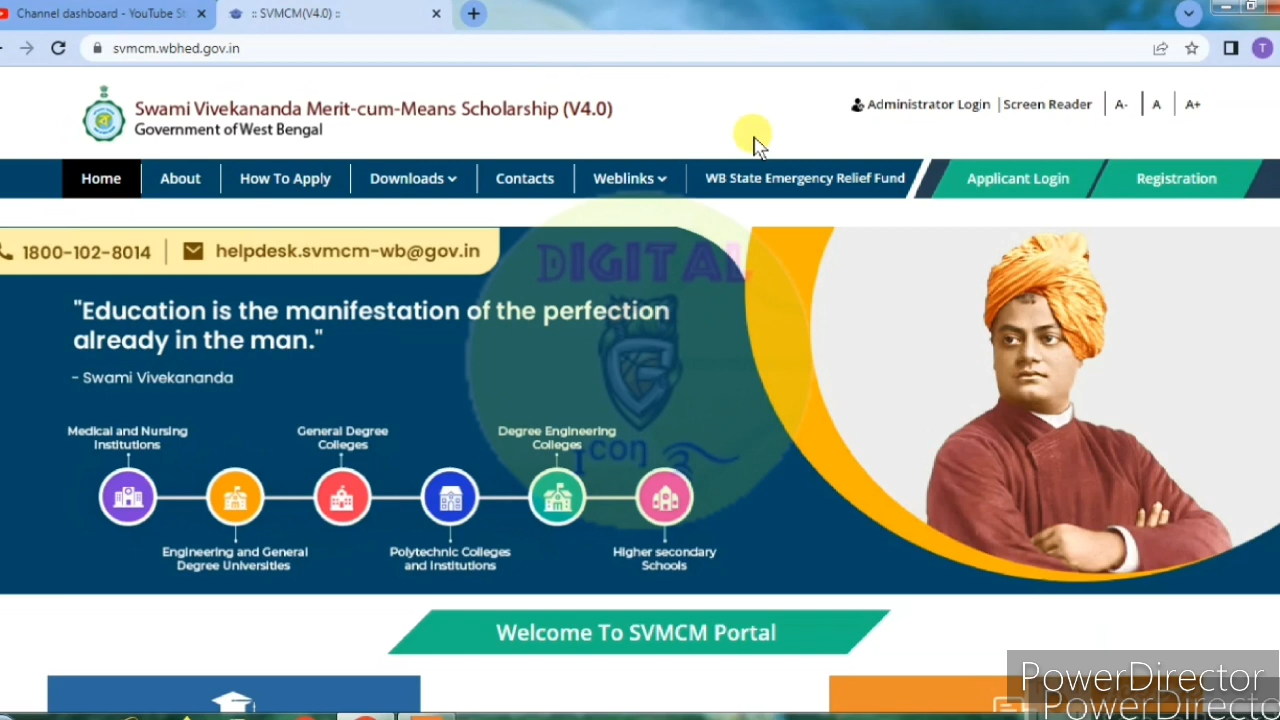 Channel dashboard - YouTube St
:: SVMCM(V4.0) ::
svmcm.wbhed.gov.in
T
Swami Vivekananda Merit-cum-Means Scholarship (V4.0)
Government of West Bengal
Administrator Login | Screen Reader
A- A A+
Home About How To Apply Downloads Contacts Weblinks WB State Emergency Relief Fund Applicant Login Registration
1800-102-8014 helpdesk.svmcm-wb@gov.in
DIGITAL
"Education is the manifestation of the perfection
already in the man."
- Swami Vivekananda
Icon
Medical and Nursing
Institutions
General Degree
Colleges
Degree Engineering
Colleges
Engineering and General
Degree Universities
Polytechnic Colleges
and Institutions
Higher secondary
Schools
Welcome To SVMCM Portal
PowerDirector
PowerDirecto